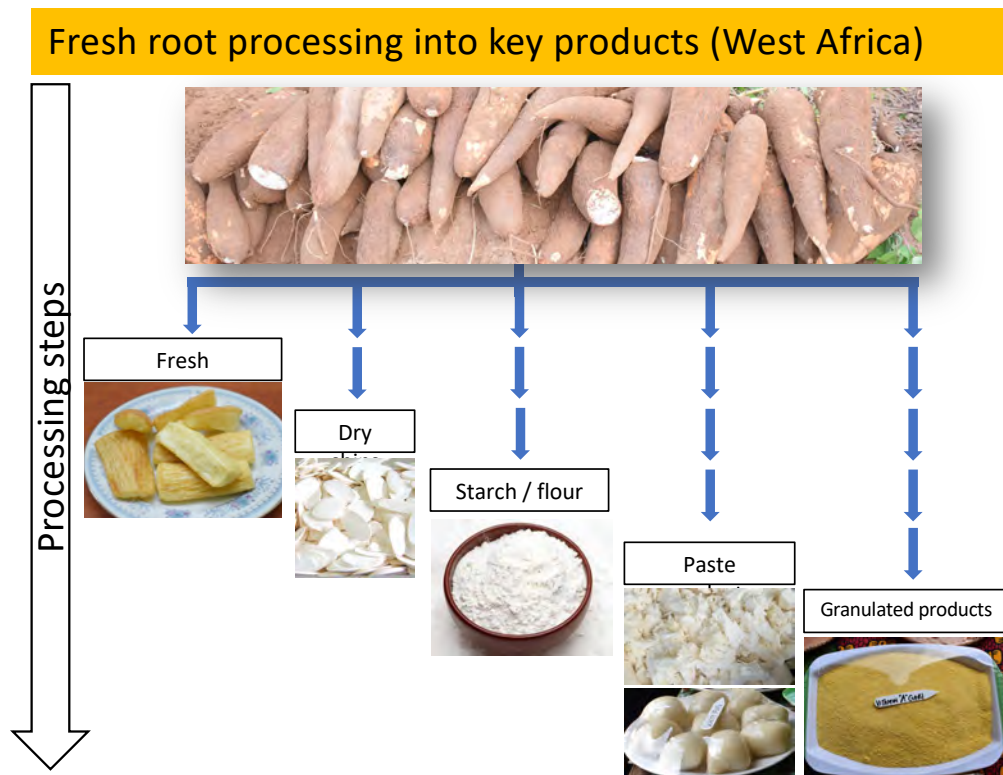 Fresh root processing into key products (West Africa)
Processing steps
Fresh
Dry
Starch / flour
Paste
Granulated products